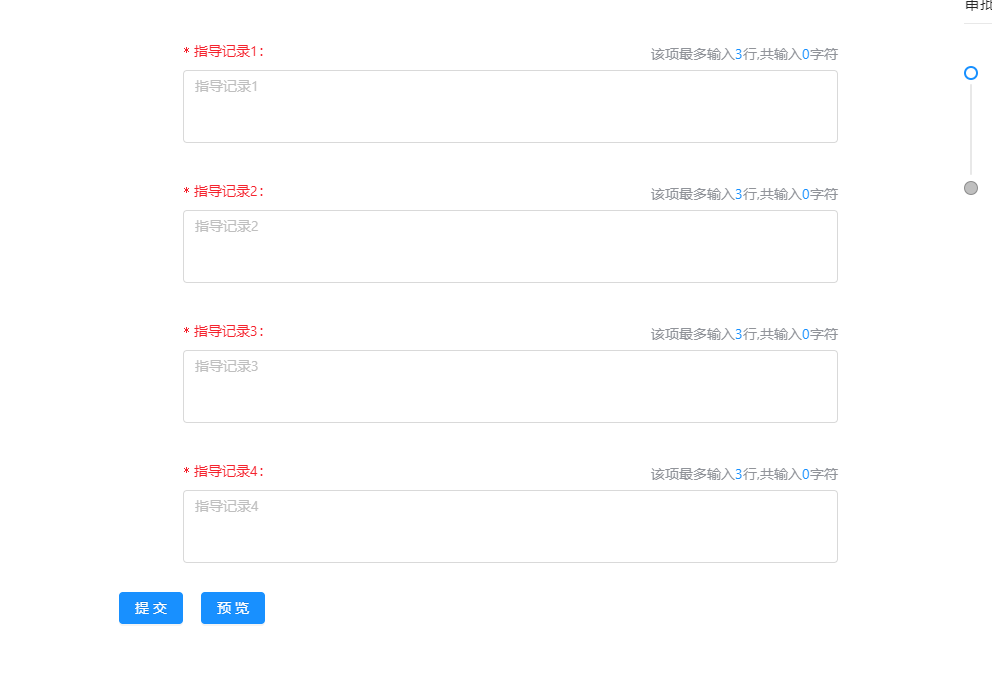 审批
* 指导记录1:
该项最多输入3行,共输入0字符
指导记录1
* 指导记录2:
该项最多输入3行,共输入0字符
指导记录2
* 指导记录3:
该项最多输入3行,共输入0字符
指导记录3
* 指导记录4:
该项最多输入3行,共输入0字符
指导记录4
提 交 预 览